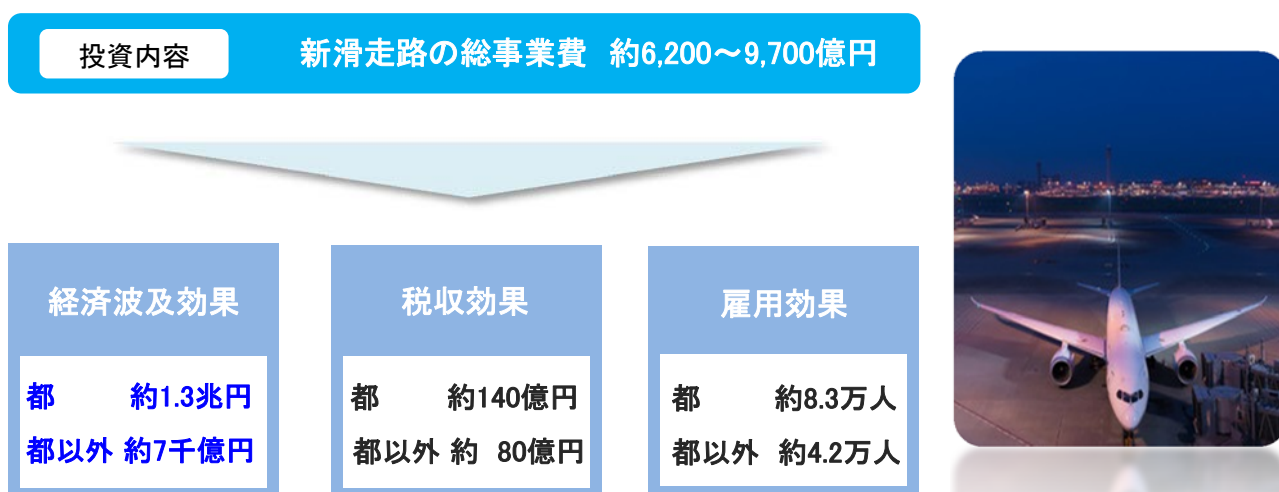 投資内容 新滑走路の総事業費 約6,200～9,700億円
経済波及効果
都 約1.3兆円
都以外 約7千億円
税収効果
都 約140億円
都以外 約 80億円
雇用効果
都 約8.3万人
都以外 約4.2万人